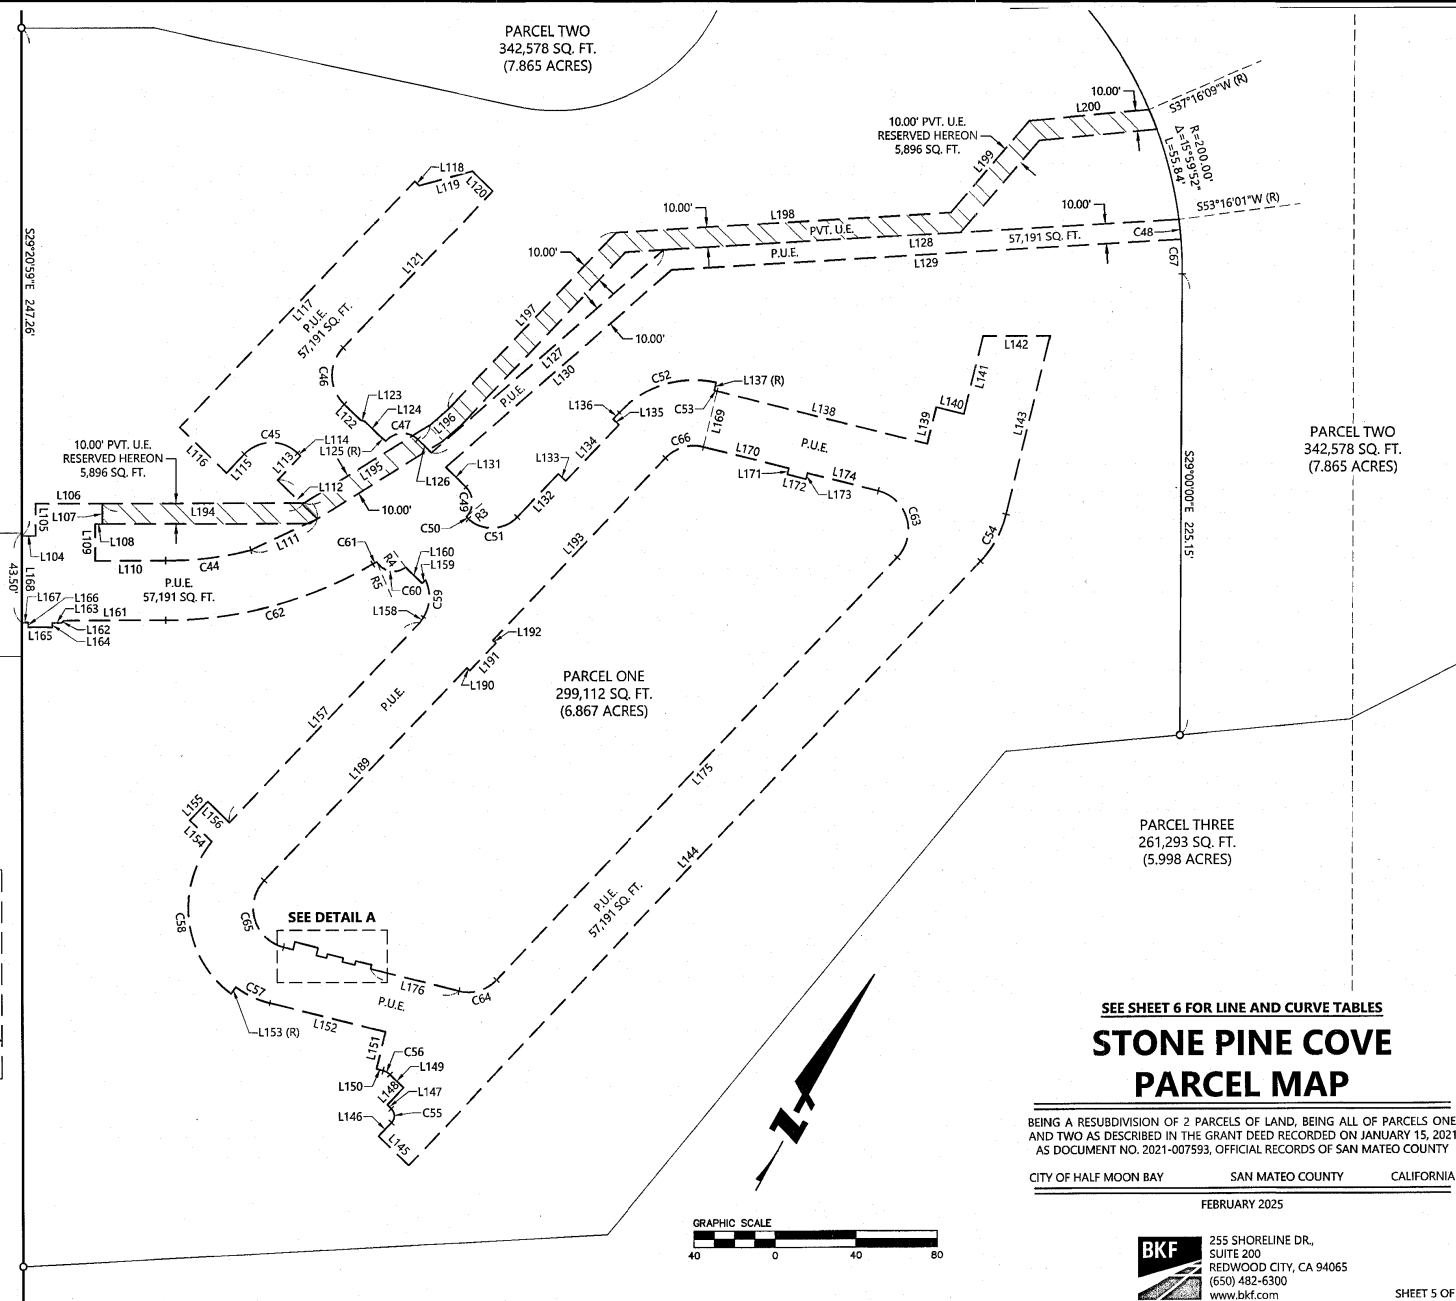 PARCEL TWO
342,578 SQ. FT.
(7.865 ACRES)
10.00'
L200
S37°16'09"W (R)
10.00' PVT. U.E.
RESERVED HEREON
5,896 SQ. FT.
L199
R=200.00'
Δ=15°59'52"
L=55.84'
L118
L119
L120
10.00'
L198
10.00'
S53°16'01"W (R)
PVT. U.E.
L128
57,191 SQ. FT.
C48
P.U.E.
L129
C67
S29°20'59"E 247.26'
10.00'
L121
L117
P.U.E.
57,191 SQ. FT.
L197
10.00'
L127
L130
P.U.E.
L142
C46
C52
L137 (R)
L141
L123
L124
L122
C47
L136
L135
C53
L138
L140
L139
L143
L196
L169
C45
L114
L125 (R)
C66
P.U.E.
PARCEL TWO
342,578 SQ. FT.
(7.865 ACRES)
10.00' PVT. U.E.
RESERVED HEREON
5,896 SQ. FT.
L116
L115
L113
L195
L126
L131
L133
L134
L170
L171
L172
L174
L173
S29°00'00"E 225.15'
L106
L112
L132
C49
R3
L105
L107
L194
10.00'
C50
C51
C63
L108
L109
L111
C61
R4
L160
L159
L193
C54
L104
L110
C44
R5
C60
C59
43.50'
L168
P.U.E.
57,191 SQ. FT.
L167
L166
L163
L161
C62
L158
L165
L162
L164
L192
L191
L190
PARCEL ONE
299,112 SQ. FT.
(6.867 ACRES)
P.U.E.
L157
L189
L175
L155
L156
L154
PARCEL THREE
261,293 SQ. FT.
(5.998 ACRES)
L144
P.U.E.
57,191 SQ. FT.
C58
C65
SEE DETAIL A
L176
C64
C57
P.U.E.
L153 (R)
L152
L151
C56
L150
L149
L148
L147
L146
C55
L145
Z
SEE SHEET 6 FOR LINE AND CURVE TABLES
STONE PINE COVE
PARCEL MAP
BEING A RESUBDIVISION OF 2 PARCELS OF LAND, BEING ALL OF PARCELS ONE
AND TWO AS DESCRIBED IN THE GRANT DEED RECORDED ON JANUARY 15, 2021
AS DOCUMENT NO. 2021-007593, OFFICIAL RECORDS OF SAN MATEO COUNTY
CITY OF HALF MOON BAY SAN MATEO COUNTY CALIFORNIA
FEBRUARY 2025
GRAPHIC SCALE
40 0 40 80
BKF
255 SHORELINE DR.,
SUITE 200
REDWOOD CITY, CA 94065
(650) 482-6300
www.bkf.com
SHEET 5 OF